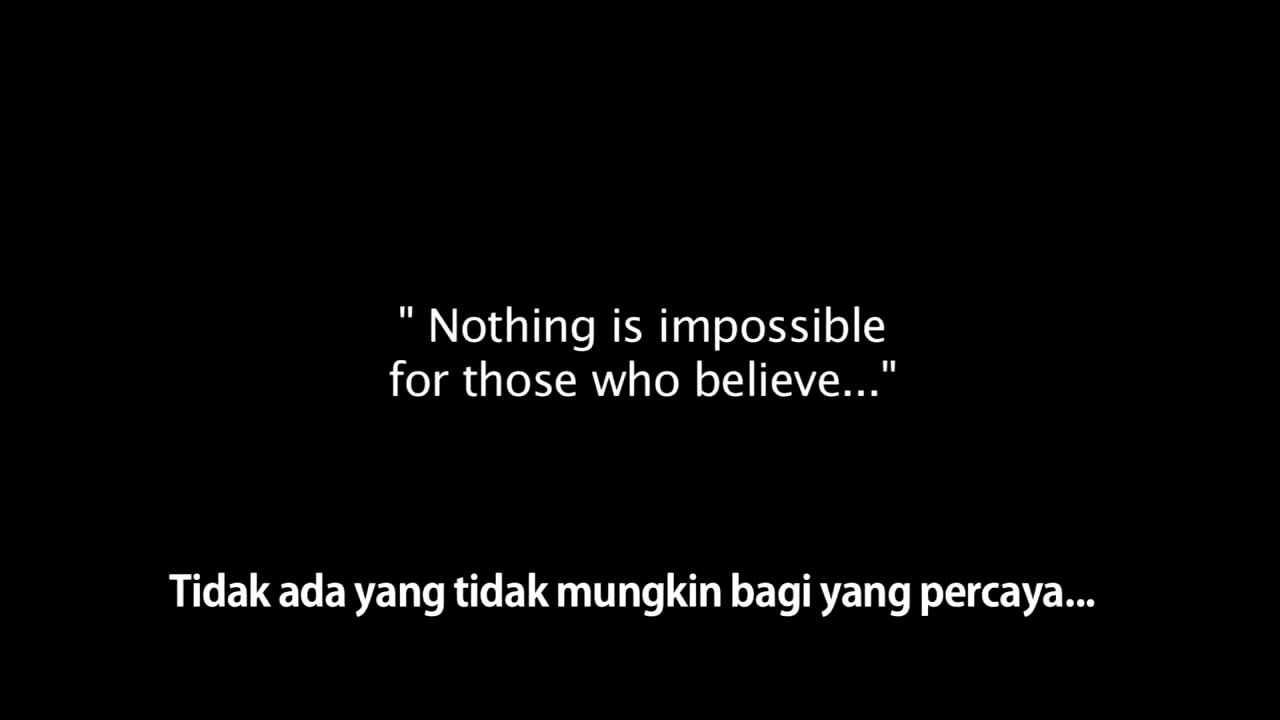 " Nothing is impossible
for those who believe..."
Tidak ada yang tidak mungkin bagi yang percaya...